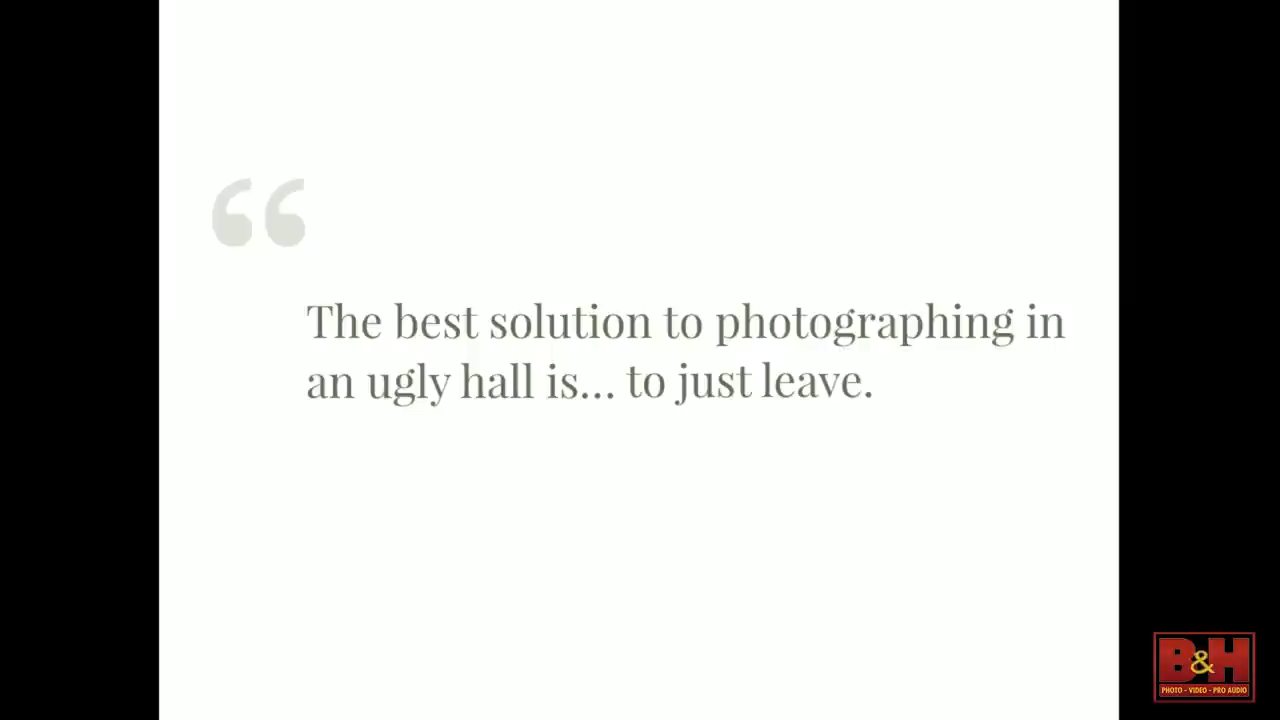 “
The best solution to photographing in
an ugly hall is... to just leave.
B&H
PHOTO - VIDEO - PRO AUDIO